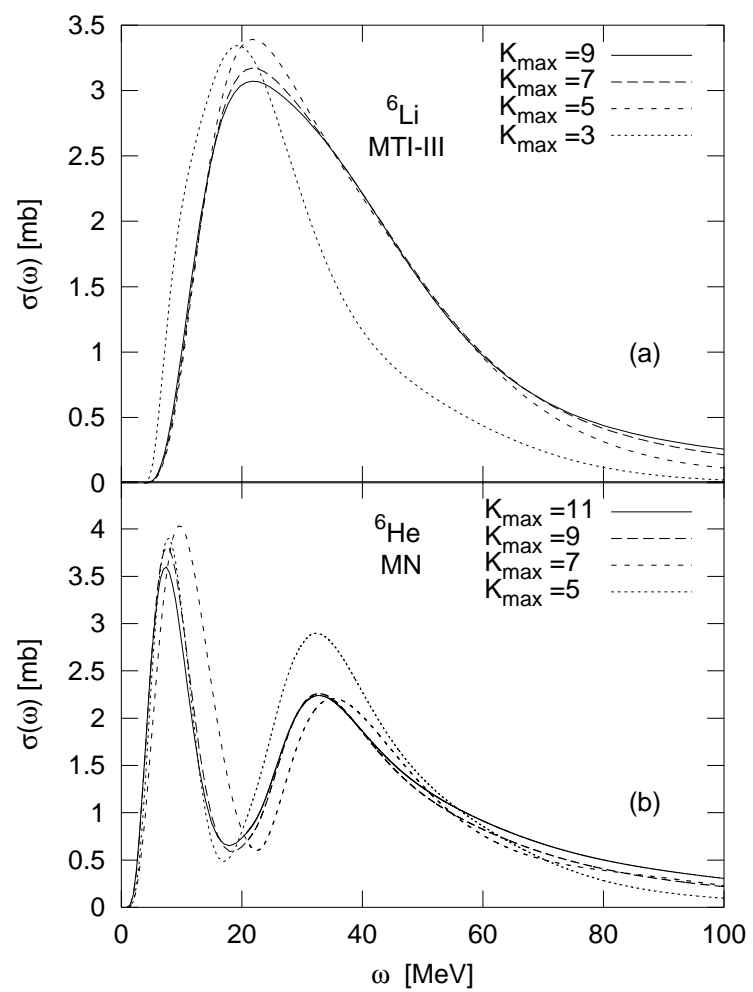 3.5
3
2.5
2
1.5
1
0.5
0
σ(ω) [mb]
⁶Li
MTI-III
K_max =9
K_max =7
K_max =5
K_max =3
(a)
4
3.5
3
2.5
2
1.5
1
0.5
0
σ(ω) [mb]
⁶He
MN
K_max =11
K_max =9
K_max =7
K_max =5
(b)
0 20 40 60 80 100
ω [MeV]